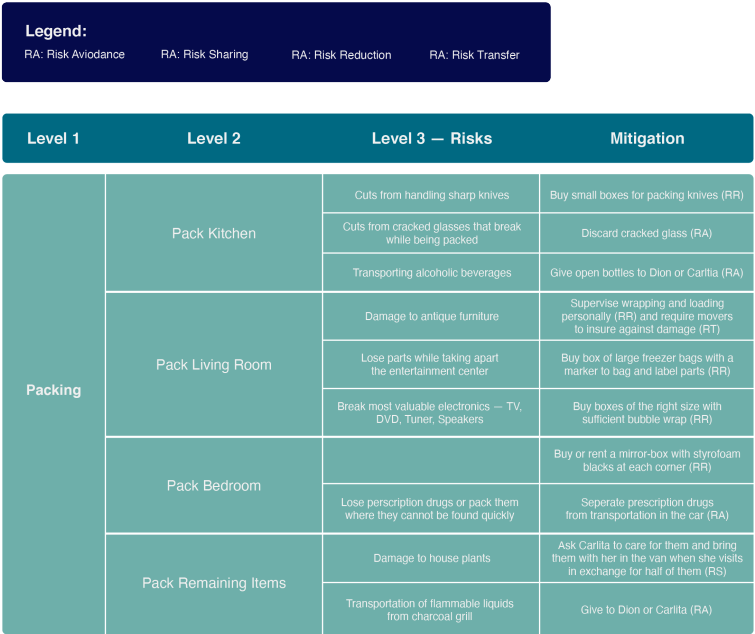 Legend:
RA: Risk Aviodance RA: Risk Sharing RA: Risk Reduction RA: Risk Transfer
Level 1 Level 2 Level 3 — Risks Mitigation
Packing
Pack Kitchen
Cuts from handling sharp knives
Buy small boxes for packing knives (RR)
Cuts from cracked glasses that break
while being packed
Discard cracked glass (RA)
Transporting alcoholic beverages
Give open bottles to Dion or Carltia (RA)
Pack Living Room
Damage to antique furniture
Supervise wrapping and loading
personally (RR) and require movers
to insure against damage (RT)
Lose parts while taking apart
the entertainment center
Buy box of large freezer bags with a
marker to bag and label parts (RR)
Break most valuable electronics — TV,
DVD, Tuner, Speakers
Buy boxes of the right size with
sufficient bubble wrap (RR)
Pack Bedroom
Buy or rent a mirror-box with styrofoam
blacks at each corner (RR)
Lose perscription drugs or pack them
where they cannot be found quickly
Seperate prescription drugs
from transportation in the car (RA)
Pack Remaining Items
Damage to house plants
Ask Carlita to care for them and bring
them with her in the van when she visits
in exchange for half of them (RS)
Transportation of flammable liquids
from charcoal grill
Give to Dion or Carlita (RA)